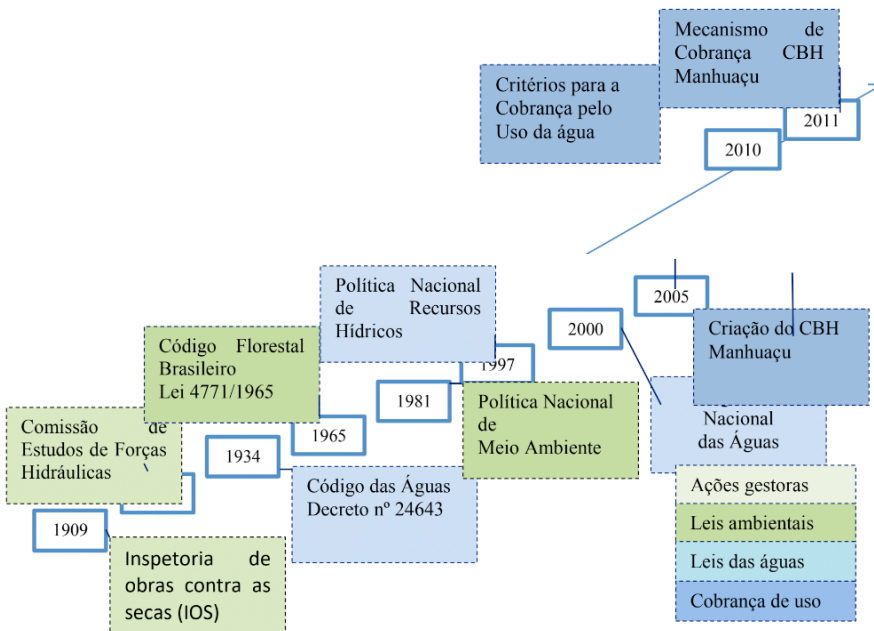 Mecanismo de
Cobrança CBH
Manhuaçu
Critérios para a
Cobrança pelo
Uso da água
2011
2010
Política Nacional
de Recursos
Hídricos
2005
2000
Criação do CBH
Manhuaçu
Código Florestal
Brasileiro
Lei 4771/1965
1997
1981
Política Nacional
de
Meio Ambiente
Nacional
das Águas
Comissão de
Estudos de Forças
Hidráulicas
1965
1934
Código das Águas
Decreto nº 24643
1909
Inspetoria de
obras contra as
secas (IOS)
Ações gestoras
Leis ambientais
Leis das águas
Cobrança de uso